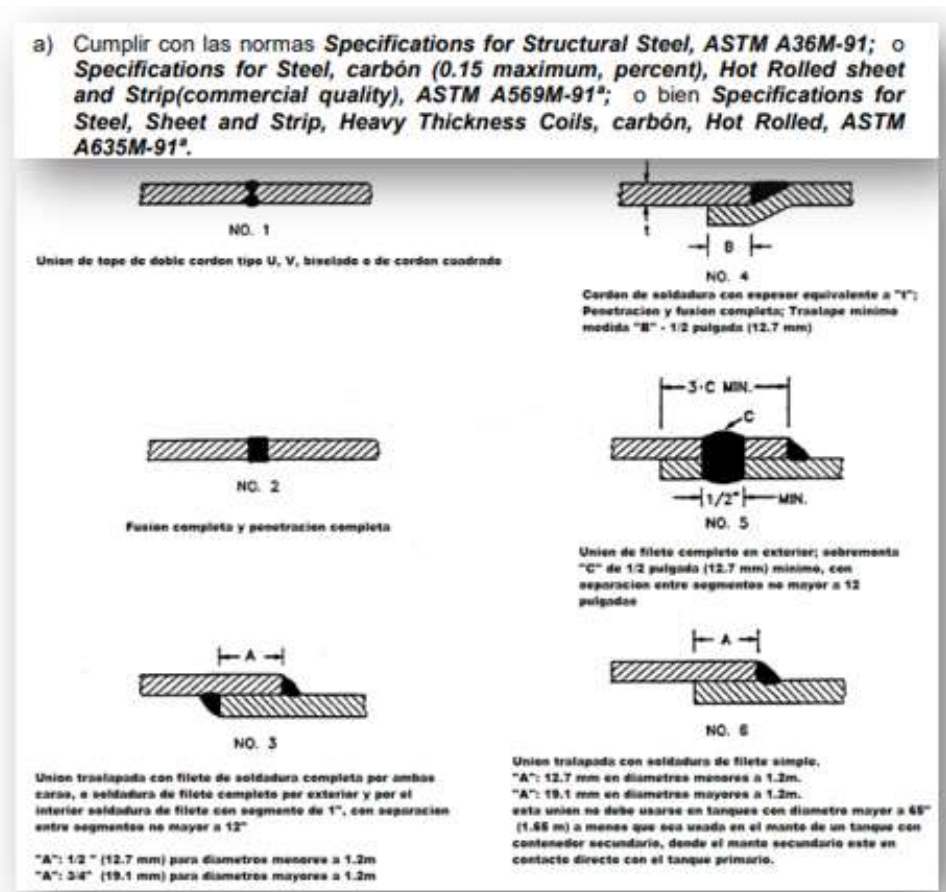 a) Cumplir con las normas Specifications for Structural Steel, ASTM A36M-91; o
Specifications for Steel, carbón (0.15 maximum, percent), Hot Rolled sheet
and Strip(commercial quality), ASTM A569M-91ª; o bien Specifications for
Steel, Sheet and Strip, Heavy Thickness Coils, carbón, Hot Rolled, ASTM
A635M-91ª.
NO. 1
Union de tope de doble cordon tipo U, V, biselado o de cordon cuadrado
t
B
NO. 4
Cordon de soldadura con espesor equivalente a "t";
Penetracion y fusion completa; Traslape minimo
medida "B" - 1/2 pulgada (12.7 mm)
NO. 2
Fusion completa y penetracion completa
3·C MIN.
C
1/2" MIN.
NO. 5
Union de filete completo en exterior; sobremonta
"C" de 1/2 pulgada (12.7 mm) minimo, con
separacion entre segmentos no mayor a 12
pulgadas
A
NO. 3
Union traslapada con filete de soldadura completa por ambas
caras, o soldadura de filete completo por exterior y por el
interior soldadura de filete con segmento de 1", con separacion
entre segmentos no mayor a 12"
"A": 1/2 " (12.7 mm) para diametros menores a 1.2m
"A": 3/4" (19.1 mm) para diametros mayores a 1.2m
A
NO. 6
Union tralapada con soldadura de filete simple.
"A": 12.7 mm en diametros menores a 1.2m.
"A": 19.1 mm en diametros mayores a 1.2m.
esta union no debe usarse en tanques con diametro mayor a 65"
(1.65 m) a menos que sea usada en el manto de un tanque con
contenedor secundario, donde el manto secundario este en
contacto directo con el tanque primario.